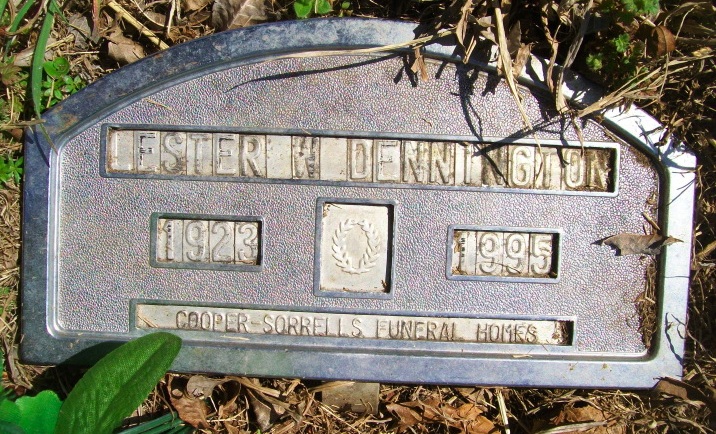 LESTER W DENNINGTON
1923 1995
COOPER-SORRELLS FUNERAL HOMES